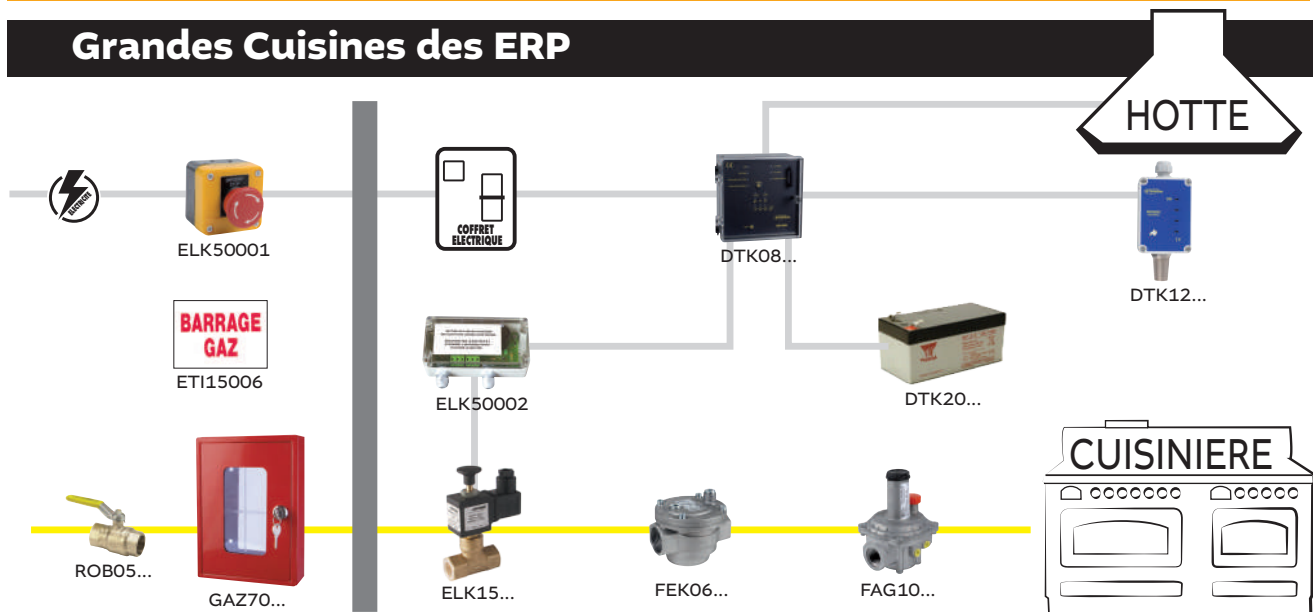 Grandes Cuisines des ERP
HOTTE
ELECTRICITÉ
COFFRET
ELECTRIQUE
ELK50001
DTK08...
DTK12...
BARRAGE
GAZ
ETI15006
ELK50002
DTK20...
CUISINIERE
ROB05...
GAZ70...
ELK15...
FEK06...
FAG10...